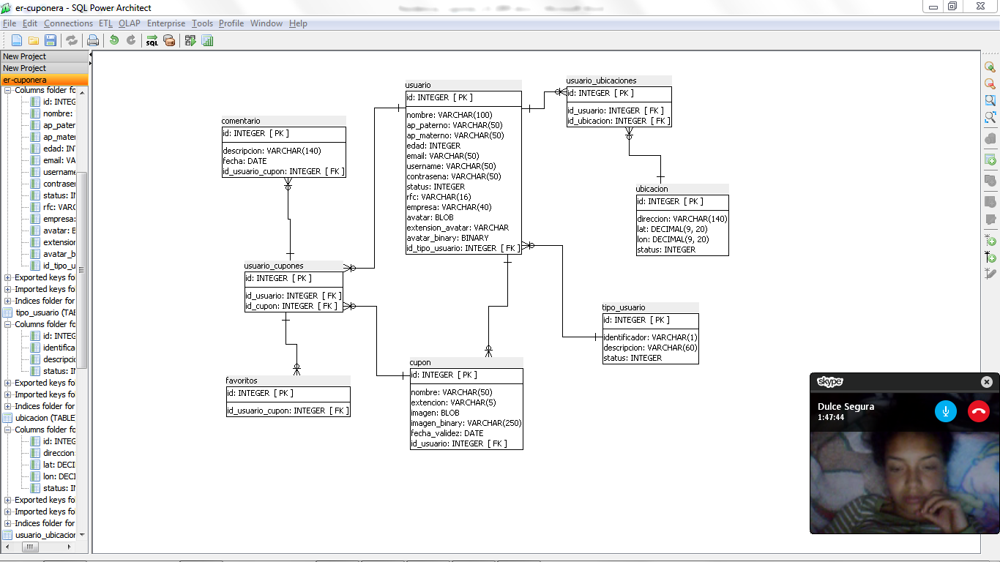 er-cuponera - SQL Power Architect
File Edit Connections ETL OLAP Enterprise Tools Profile Window Help
SQL
New Project
New Project
er-cuponera
Columns folder fo
id: INTEG
nombre:
ap_pater
ap_mater
edad: INT
email: VA
username
contrasen
status: IN
rfc: VARC
empresa:
avatar: B
extension
avatar_b
id_tipo_u
Exported keys fo
Imported keys fo
Indices folder for
tipo_usuario (TAB
Columns folder fo
id: INTEG
identifica
descripcio
status: IN
Exported keys fo
Imported keys fo
Indices folder for
ubicacion (TABLE
Columns folder fo
id: INTEG
direccion:
lat: DECI
lon: DECI
status: IN
Exported keys fo
Imported keys fo
Indices folder for
usuario_ubicacion
comentario
id: INTEGER [ PK ]
descripcion: VARCHAR(140)
fecha: DATE
id_usuario_cupon: INTEGER [ FK ]
usuario_cupones
id: INTEGER [ PK ]
id_usuario: INTEGER [ FK ]
id_cupon: INTEGER [ FK ]
favoritos
id: INTEGER [ PK ]
id_usuario_cupon: INTEGER [ FK ]
usuario
id: INTEGER [ PK ]
nombre: VARCHAR(100)
ap_paterno: VARCHAR(50)
ap_materno: VARCHAR(50)
edad: INTEGER
email: VARCHAR(50)
username: VARCHAR(50)
contrasena: VARCHAR(50)
status: INTEGER
rfc: VARCHAR(16)
empresa: VARCHAR(40)
avatar: BLOB
extension_avatar: VARCHAR
avatar_binary: BINARY
id_tipo_usuario: INTEGER [ FK ]
cupon
id: INTEGER [ PK ]
nombre: VARCHAR(50)
extencion: VARCHAR(5)
imagen: BLOB
imagen_binary: VARCHAR(250)
fecha_validez: DATE
id_usuario: INTEGER [ FK ]
usuario_ubicaciones
id: INTEGER [ PK ]
id_usuario: INTEGER [ FK ]
id_ubicacion: INTEGER [ FK ]
ubicacion
id: INTEGER [ PK ]
direccion: VARCHAR(140)
lat: DECIMAL(9, 20)
lon: DECIMAL(9, 20)
status: INTEGER
tipo_usuario
id: INTEGER [ PK ]
identificador: VARCHAR(1)
descripcion: VARCHAR(60)
status: INTEGER
skype
Dulce Segura
1:47:44